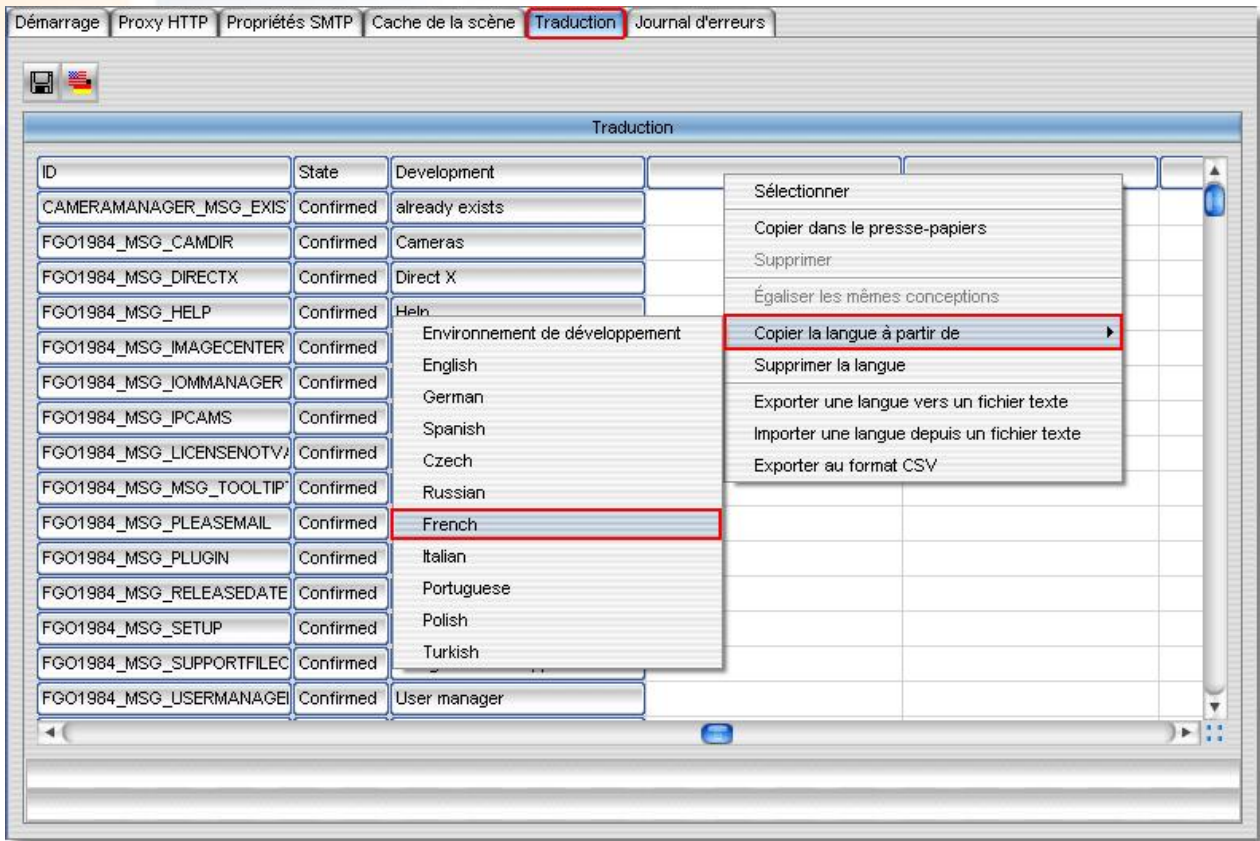 Démarrage Proxy HTTP Propriétés SMTP Cache de la scène Traduction Journal d'erreurs
Traduction
ID State Development
CAMERAMANAGER_MSG_EXIS Confirmed already exists
FGO1984_MSG_CAMDIR Confirmed Cameras
FGO1984_MSG_DIRECTX Confirmed Direct X
FGO1984_MSG_HELP Confirmed Help
FGO1984_MSG_IMAGECENTER Confirmed
FGO1984_MSG_IOMMANAGER Confirmed
FGO1984_MSG_IPCAMS Confirmed
FGO1984_MSG_LICENSENOTV Confirmed
FGO1984_MSG_MSG_TOOLTIP Confirmed
FGO1984_MSG_PLEASEMAIL Confirmed
FGO1984_MSG_PLUGIN Confirmed
FGO1984_MSG_RELEASEDATE Confirmed
FGO1984_MSG_SETUP Confirmed
FGO1984_MSG_SUPPORTFILEC Confirmed
FGO1984_MSG_USERMANAGE Confirmed User manager
Environnement de développement
English
German
Spanish
Czech
Russian
French
Italian
Portuguese
Polish
Turkish
Sélectionner
Copier dans le presse-papiers
Supprimer
Égaliser les mêmes conceptions
Copier la langue à partir de
Supprimer la langue
Exporter une langue vers un fichier texte
Importer une langue depuis un fichier texte
Exporter au format CSV